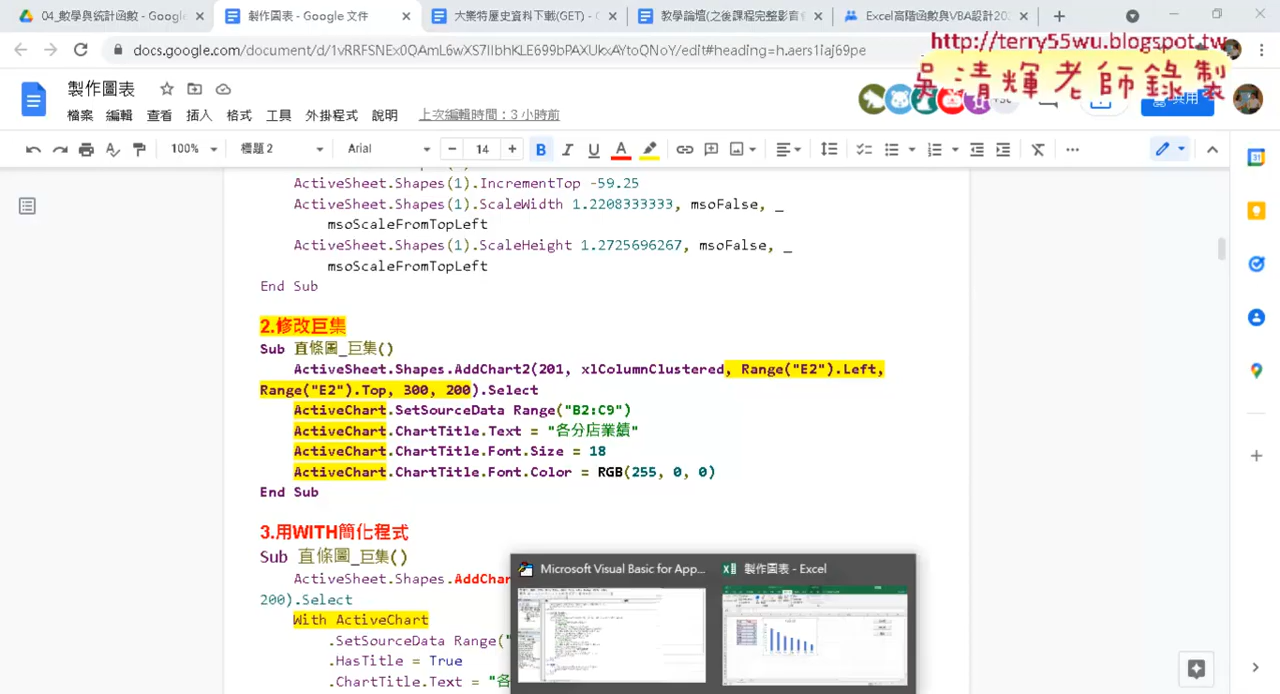 04_數學與統計函數 - Google
製作圖表 - Google 文件
大樂透歷史資料下載(GET) - G
教學論壇(之後課程完整影音
Excel高階函數與VBA設計202
docs.google.com/document/d/1vRRFSNEx0QAmL6wXS7IIbhKLE699bPAXUkxAYtoQNoY/edit#heading=h.aers1iaj69pe
http://terry55wu.blogspot.tw
吳清輝老師錄製
製作圖表
檔案 編輯 查看 插入 格式 工具 外掛程式 說明 上次編輯時間：3 小時前
共用
100% 標題 2 Arial 14 B I U A
ActiveSheet.Shapes(1).IncrementTop -59.25
ActiveSheet.Shapes(1).ScaleWidth 1.2208333333, msoFalse, _
msoScaleFromTopLeft
ActiveSheet.Shapes(1).ScaleHeight 1.2725696267, msoFalse, _
msoScaleFromTopLeft
End Sub
2.修改巨集
Sub 直條圖_巨集()
ActiveSheet.Shapes.AddChart2(201, xlColumnClustered, Range("E2").Left,
Range("E2").Top, 300, 200).Select
ActiveChart.SetSourceData Range("B2:C9")
ActiveChart.ChartTitle.Text = "各分店業績"
ActiveChart.ChartTitle.Font.Size = 18
ActiveChart.ChartTitle.Font.Color = RGB(255, 0, 0)
End Sub
3.用WITH簡化程式
Sub 直條圖_巨集()
ActiveSheet.Shapes.AddChar
200).Select
With ActiveChart
.SetSourceData Range("
.HasTitle = True
.ChartTitle.Text = "各
Microsoft Visual Basic for App...
製作圖表 - Excel